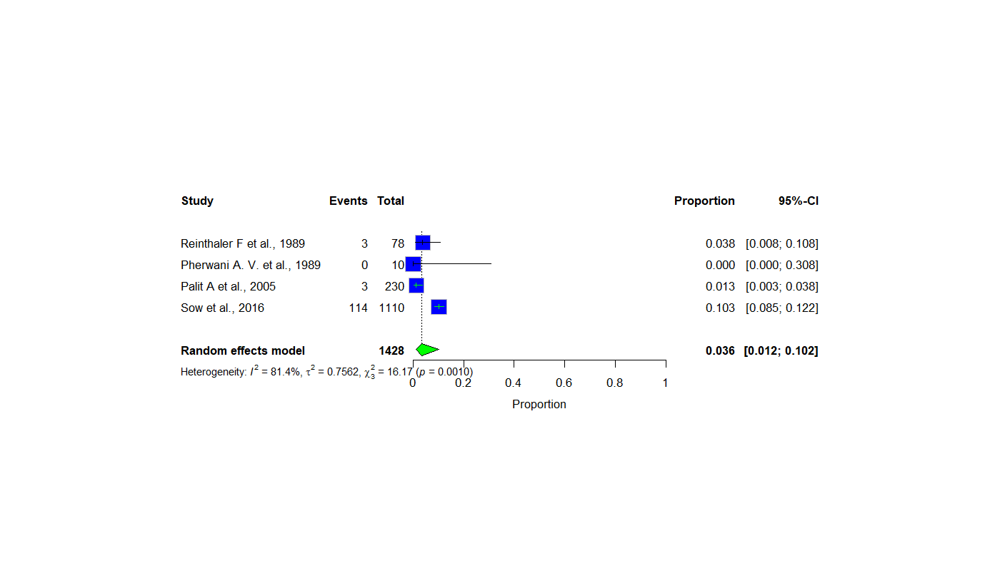 Study Events Total Proportion 95%-CI
Reinthaler F et al., 1989 3 78 0.038 [0.008; 0.108]
Pherwani A. V. et al., 1989 0 10 0.000 [0.000; 0.308]
Palit A et al., 2005 3 230 0.013 [0.003; 0.038]
Sow et al., 2016 114 1110 0.103 [0.085; 0.122]
Random effects model 1428 0.036 [0.012; 0.102]
Heterogeneity: I² = 81.4%, τ² = 0.7562, χ²₃ = 16.17 (p = 0.0010)
0 0.2 0.4 0.6 0.8 1
Proportion